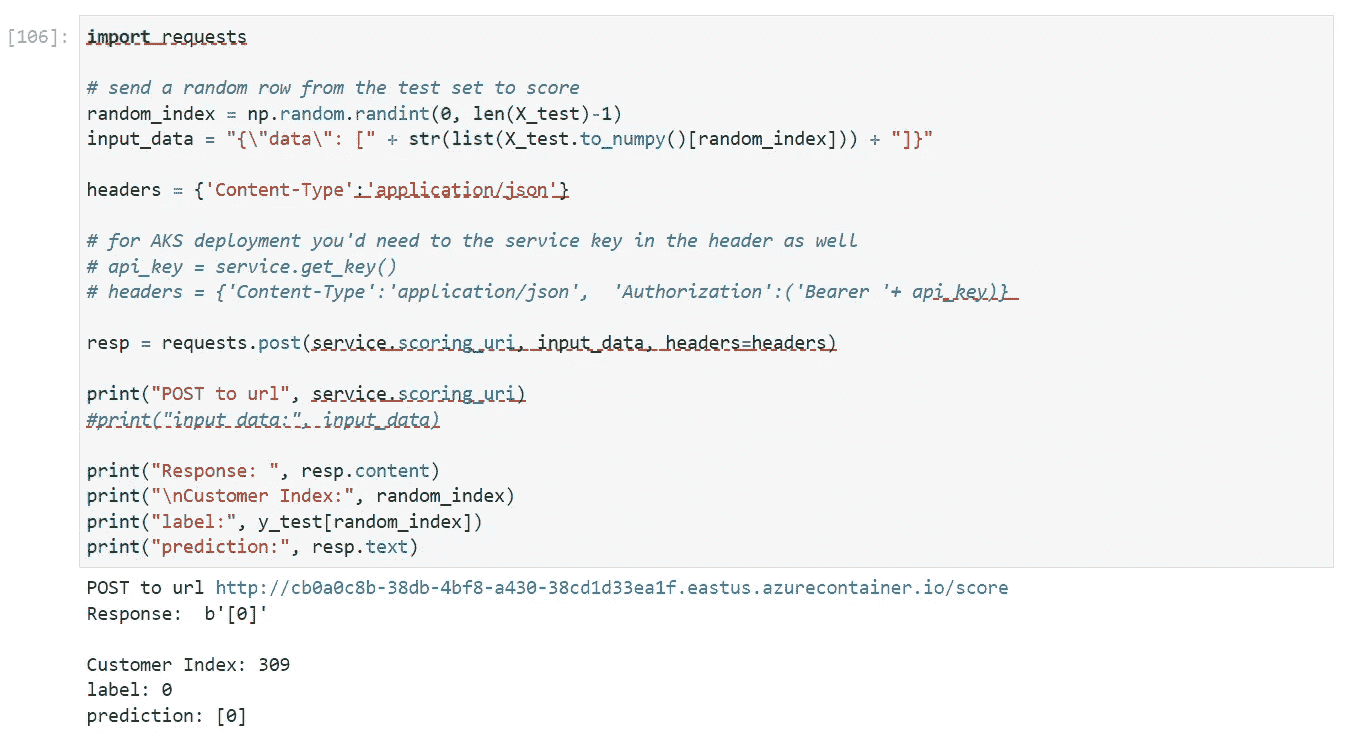 [106]: import requests
# send a random row from the test set to score
random_index = np.random.randint(0, len(X_test)-1)
input_data = "{\"data\": [" + str(list(X_test.to_numpy()[random_index])) + "]}"
headers = {'Content-Type':'application/json'}
# for AKS deployment you'd need to the service key in the header as well
# api_key = service.get_key()
# headers = {'Content-Type':'application/json',  'Authorization':('Bearer '+ api_key)}
resp = requests.post(service.scoring_uri, input_data, headers=headers)
print("POST to url", service.scoring_uri)
#print("input data:", input_data)
print("Response: ", resp.content)
print("\nCustomer Index:", random_index)
print("label:", y_test[random_index])
print("prediction:", resp.text)
POST to url http://cb0a0c8b-38db-4bf8-a430-38cd1d33ea1f.eastus.azurecontainer.io/score
Response:  b'[0]'
Customer Index: 309
label: 0
prediction: [0]